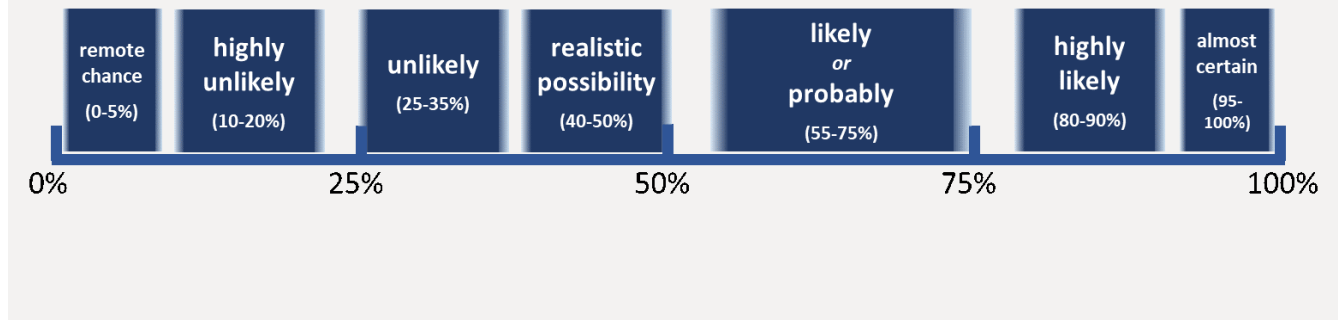 remote
chance
(0-5%)
highly
unlikely
(10-20%)
unlikely
(25-35%)
realistic
possibility
(40-50%)
likely
or
probably
(55-75%)
highly
likely
(80-90%)
almost
certain
(95-
100%)
0%
25%
50%
75%
100%